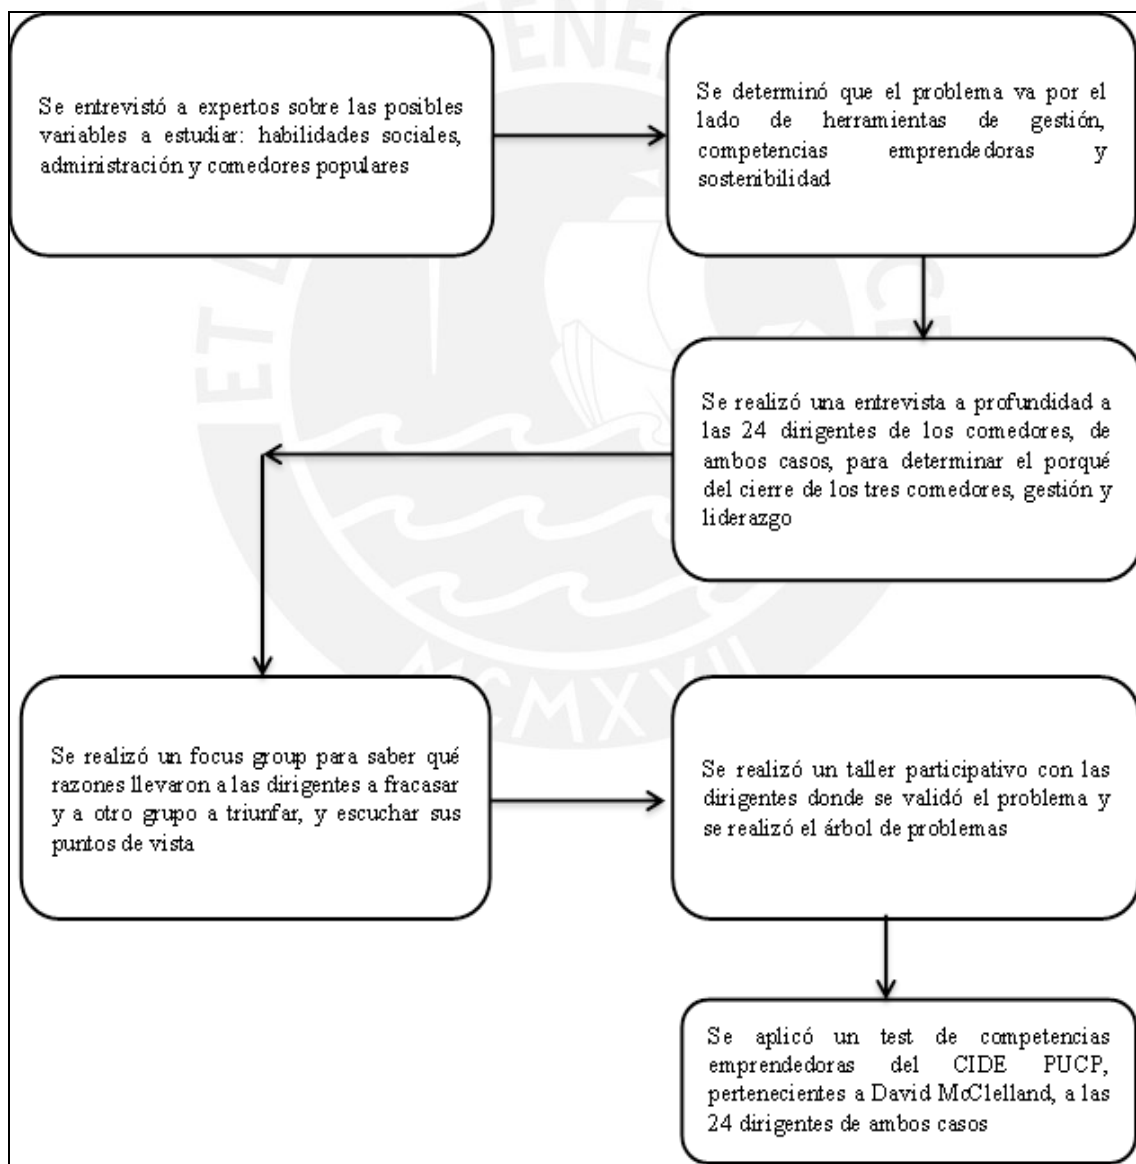 Se entrevistó a expertos sobre las posibles
variables a estudiar: habilidades sociales,
administración y comedores populares
Se determinó que el problema va por el
lado de herramientas de gestión,
competencias emprendedoras y
sostenibilidad
Se realizó una entrevista a profundidad a
las 24 dirigentes de los comedores, de
ambos casos, para determinar el porqué
del cierre de los tres comedores, gestión y
liderazgo
Se realizó un focus group para saber qué
razones llevaron a las dirigentes a fracasar
y a otro grupo a triunfar, y escuchar sus
puntos de vista
Se realizó un taller participativo con las
dirigentes donde se validó el problema y
se realizó el árbol de problemas
Se aplicó un test de competencias
emprendedoras del CIDE PUCP,
pertenecientes a David McClelland, a las
24 dirigentes de ambos casos
MCMXVII